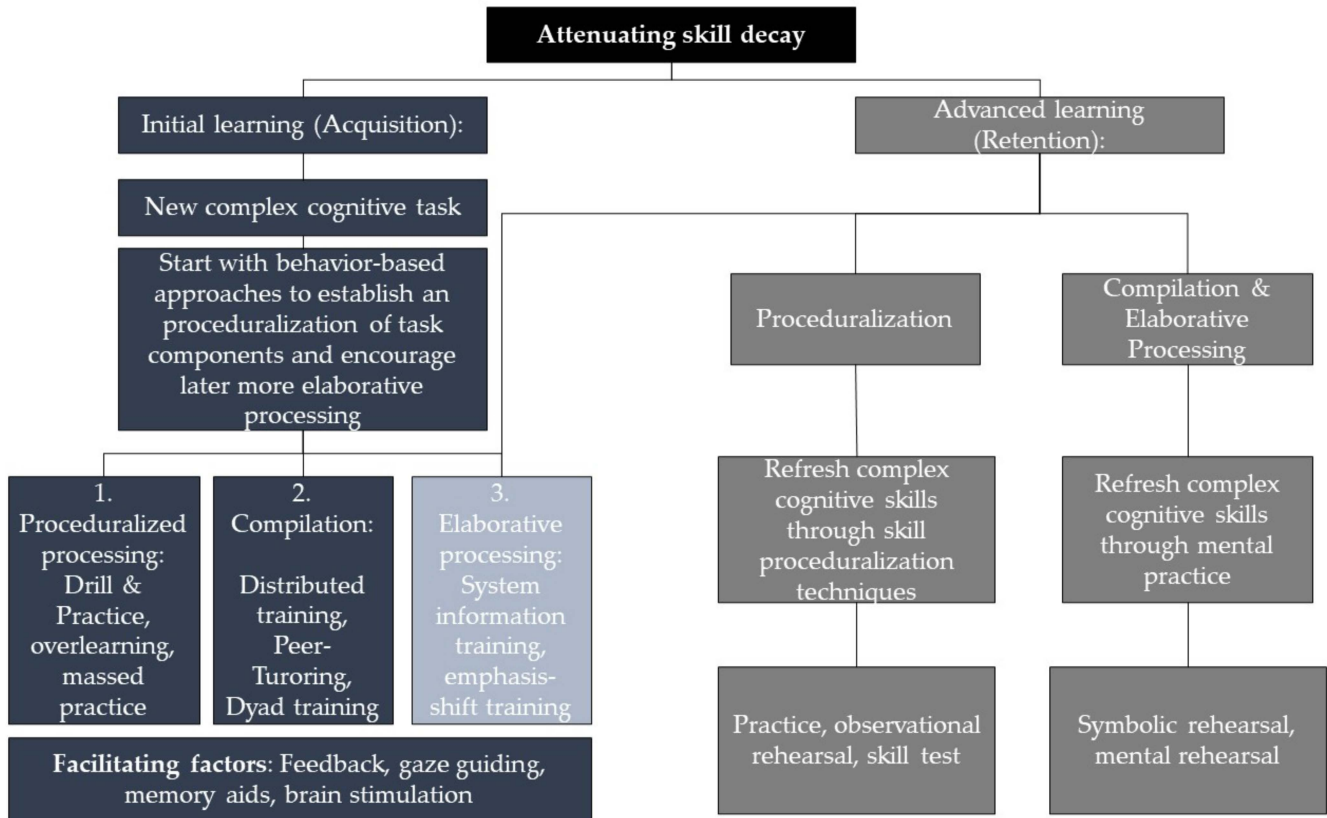 Attenuating skill decay
Initial learning (Acquisition):
New complex cognitive task
Start with behavior-based
approaches to establish an
proceduralization of task
components and encourage
later more elaborative
processing
1.
Proceduralized
processing:
Drill &
Practice,
overlearning,
massed
practice
2.
Compilation:
Distributed
training,
Peer-
Turoring,
Dyad training
3.
Elaborative
processing:
System
information
training,
emphasis-
shift training
Facilitating factors: Feedback, gaze guiding,
memory aids, brain stimulation
Advanced learning
(Retention):
Proceduralization
Refresh complex
cognitive skills
through skill
proceduralization
techniques
Practice, observational
rehearsal, skill test
Compilation &
Elaborative
Processing
Refresh complex
cognitive skills
through mental
practice
Symbolic rehearsal,
mental rehearsal